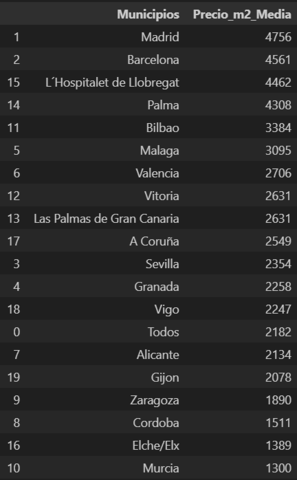 Municipios Precio_m2_Media
1 Madrid 4756
2 Barcelona 4561
15 L´Hospitalet de Llobregat 4462
14 Palma 4308
11 Bilbao 3384
5 Malaga 3095
6 Valencia 2706
12 Vitoria 2631
13 Las Palmas de Gran Canaria 2631
17 A Coruña 2549
3 Sevilla 2354
4 Granada 2258
18 Vigo 2247
0 Todos 2182
7 Alicante 2134
19 Gijon 2078
9 Zaragoza 1890
8 Cordoba 1511
16 Elche/Elx 1389
10 Murcia 1300